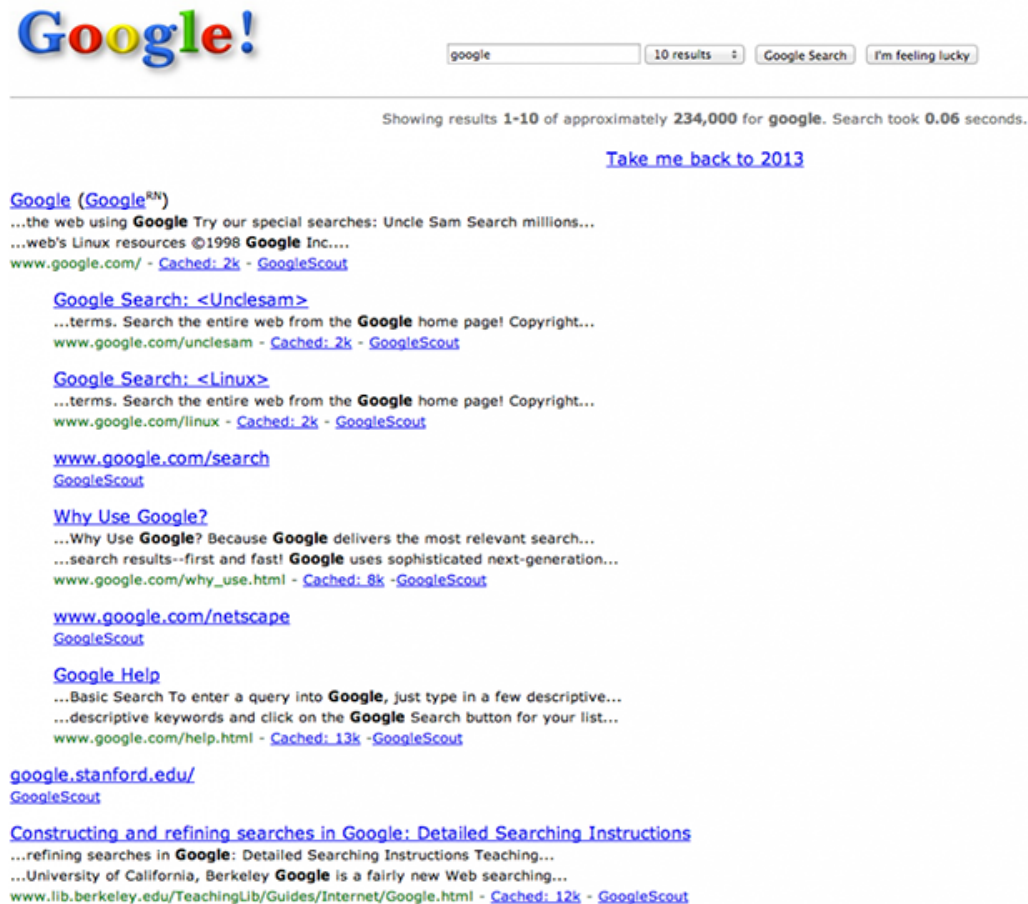 Google!
google 10 results Google Search I'm feeling lucky
Showing results 1-10 of approximately 234,000 for google. Search took 0.06 seconds.
Take me back to 2013
Google (GoogleRN)
...the web using Google Try our special searches: Uncle Sam Search millions...
...web's Linux resources ©1998 Google Inc....
www.google.com/ - Cached: 2k - GoogleScout
Google Search: <Unclesam>
...terms. Search the entire web from the Google home page! Copyright...
www.google.com/unclesam - Cached: 2k - GoogleScout
Google Search: <Linux>
...terms. Search the entire web from the Google home page! Copyright...
www.google.com/linux - Cached: 2k - GoogleScout
www.google.com/search
GoogleScout
Why Use Google?
...Why Use Google? Because Google delivers the most relevant search...
...search results--first and fast! Google uses sophisticated next-generation...
www.google.com/why_use.html - Cached: 8k -GoogleScout
www.google.com/netscape
GoogleScout
Google Help
...Basic Search To enter a query into Google, just type in a few descriptive...
...descriptive keywords and click on the Google Search button for your list...
www.google.com/help.html - Cached: 13k -GoogleScout
google.stanford.edu/
GoogleScout
Constructing and refining searches in Google: Detailed Searching Instructions
...refining searches in Google: Detailed Searching Instructions Teaching...
...University of California, Berkeley Google is a fairly new Web searching...
www.lib.berkeley.edu/TeachingLib/Guides/Internet/Google.html - Cached: 12k - GoogleScout